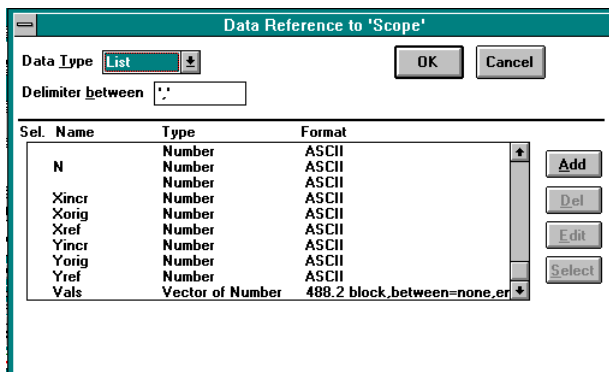 Data Reference to 'Scope'
Data Type List OK Cancel
Delimiter between ','
Sel. Name Type Format
Number ASCII
N Number ASCII
Number ASCII
Xincr Number ASCII
Xorig Number ASCII
Xref Number ASCII
Yincr Number ASCII
Yorig Number ASCII
Yref Number ASCII
Vals Vector of Number 488.2 block,between=none,er
Add
Del
Edit
Select